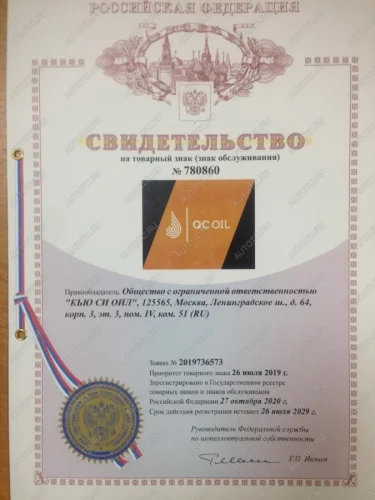 РОССИЙСКАЯ ФЕДЕРАЦИЯ
СВИДЕТЕЛЬСТВО
на товарный знак (знак обслуживания)
№ 780860
QC OIL
Правообладатель: Общество с ограниченной ответственностью
"КЬЮ СИ ОИЛ", 125565, Москва, Ленинградское ш., д. 64,
корп. 3, эт. 3, пом. IV, ком. 51 (RU)
Заявка № 2019736573
Приоритет товарного знака 26 июля 2019 г.
Зарегистрировано в Государственном реестре
товарных знаков и знаков обслуживания
Российской Федерации 27 октября 2020 г.
Срок действия регистрации истекает 26 июля 2029 г.
Руководитель Федеральной службы
по интеллектуальной собственности
Г.П. Ивлиев